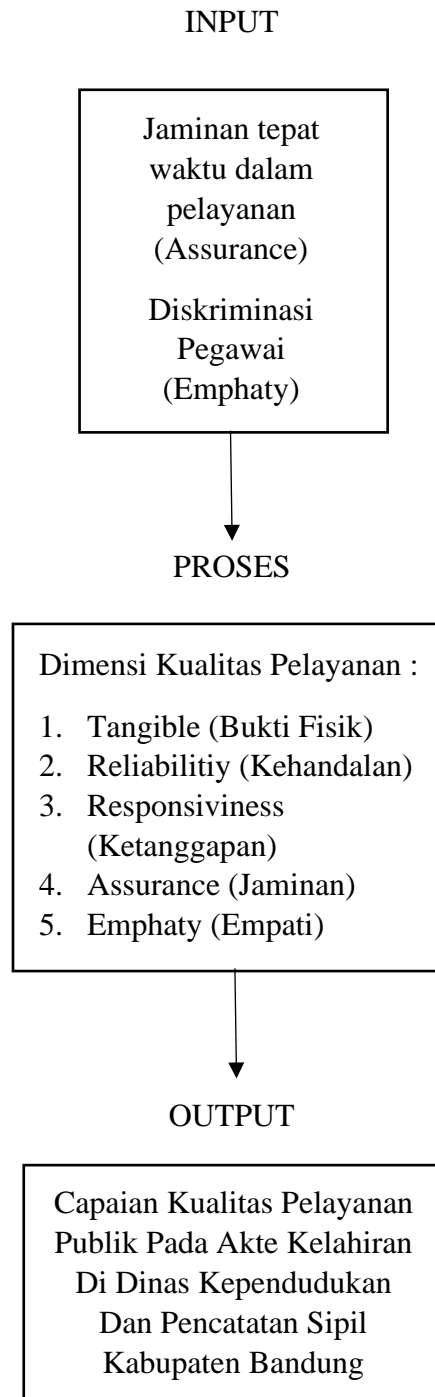 INPUT
Jaminan tepat
waktu dalam
pelayanan
(Assurance)
Diskriminasi
Pegawai
(Emphaty)
PROSES
Dimensi Kualitas Pelayanan :
1. Tangible (Bukti Fisik)
2. Reliabilitiy (Kehandalan)
3. Responsiviness
(Ketanggapan)
4. Assurance (Jaminan)
5. Emphaty (Empati)
OUTPUT
Capaian Kualitas Pelayanan
Publik Pada Akte Kelahiran
Di Dinas Kependudukan
Dan Pencatatan Sipil
Kabupaten Bandung